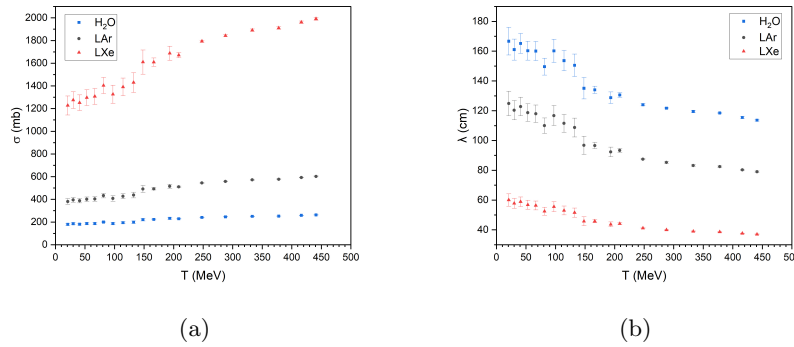 2000
1800
1600
1400
1200
1000
800
600
400
200
0
σ (mb)
H₂O
LAr
LXe
0 50 100 150 200 250 300 350 400 450 500
T (MeV)
(a)
180
160
140
120
100
80
60
40
λ (cm)
H₂O
LAr
LXe
0 50 100 150 200 250 300 350 400 450 500
T (MeV)
(b)